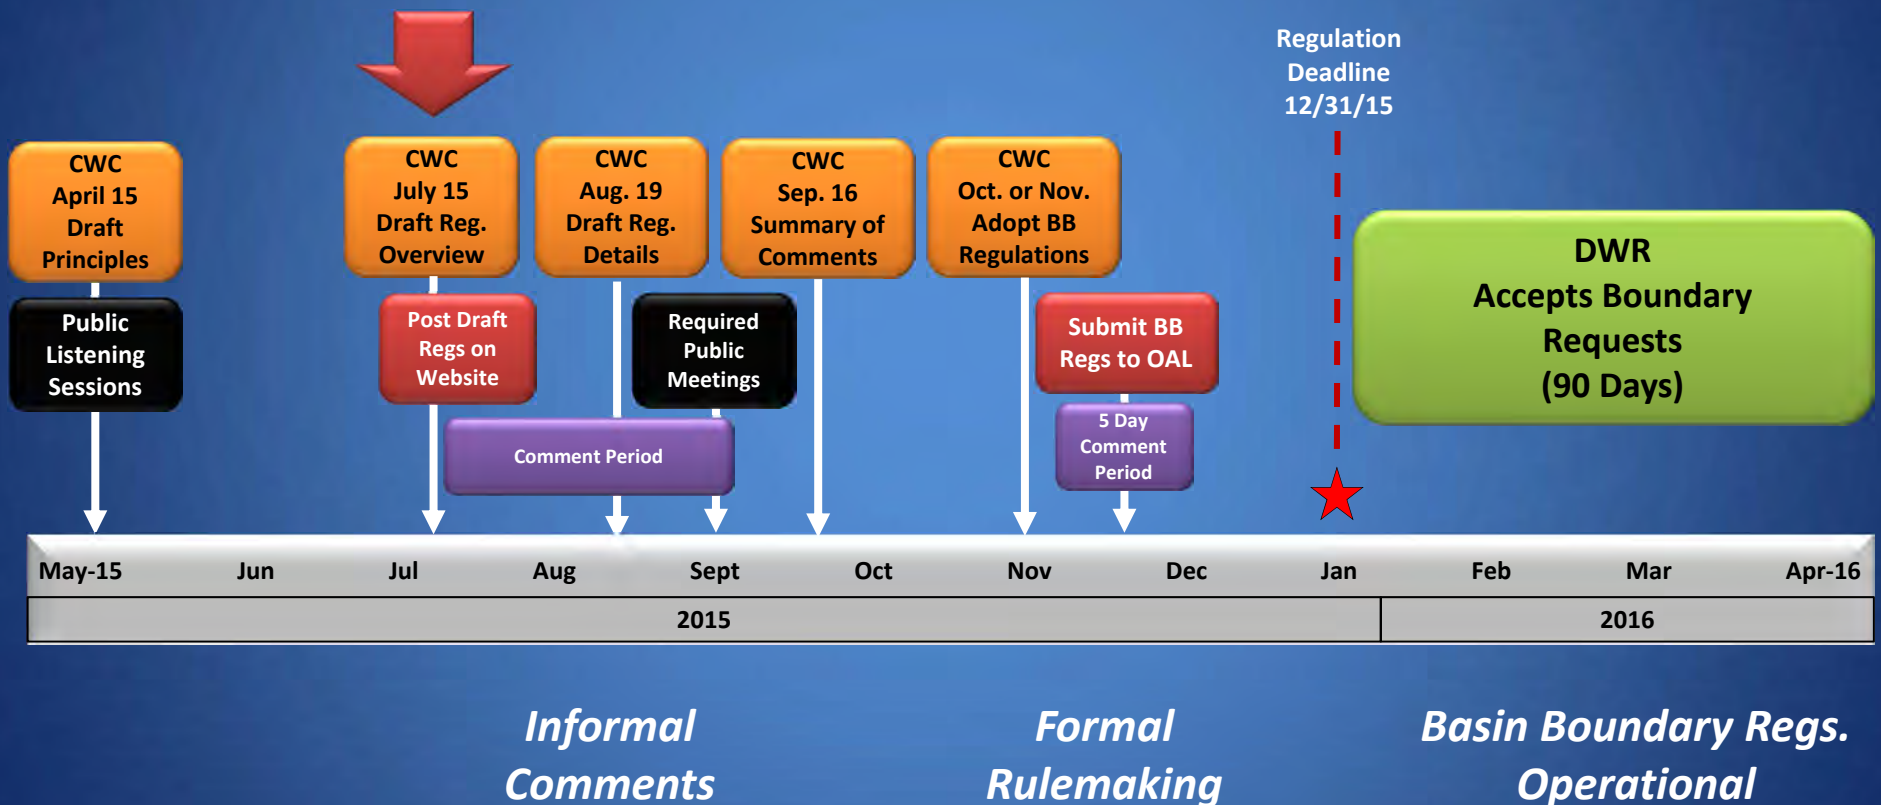 Regulation
Deadline
12/31/15
CWC
April 15
Draft
Principles
Public
Listening
Sessions
CWC
July 15
Draft Reg.
Overview
Post Draft
Regs on
Website
CWC
Aug. 19
Draft Reg.
Details
Required
Public
Meetings
Comment Period
CWC
Sep. 16
Summary of
Comments
CWC
Oct. or Nov.
Adopt BB
Regulations
Submit BB
Regs to OAL
5 Day
Comment
Period
DWR
Accepts Boundary
Requests
(90 Days)
May-15 Jun Jul Aug Sept Oct Nov Dec Jan Feb Mar Apr-16
2015 2016
Informal
Comments
Formal
Rulemaking
Basin Boundary Regs.
Operational